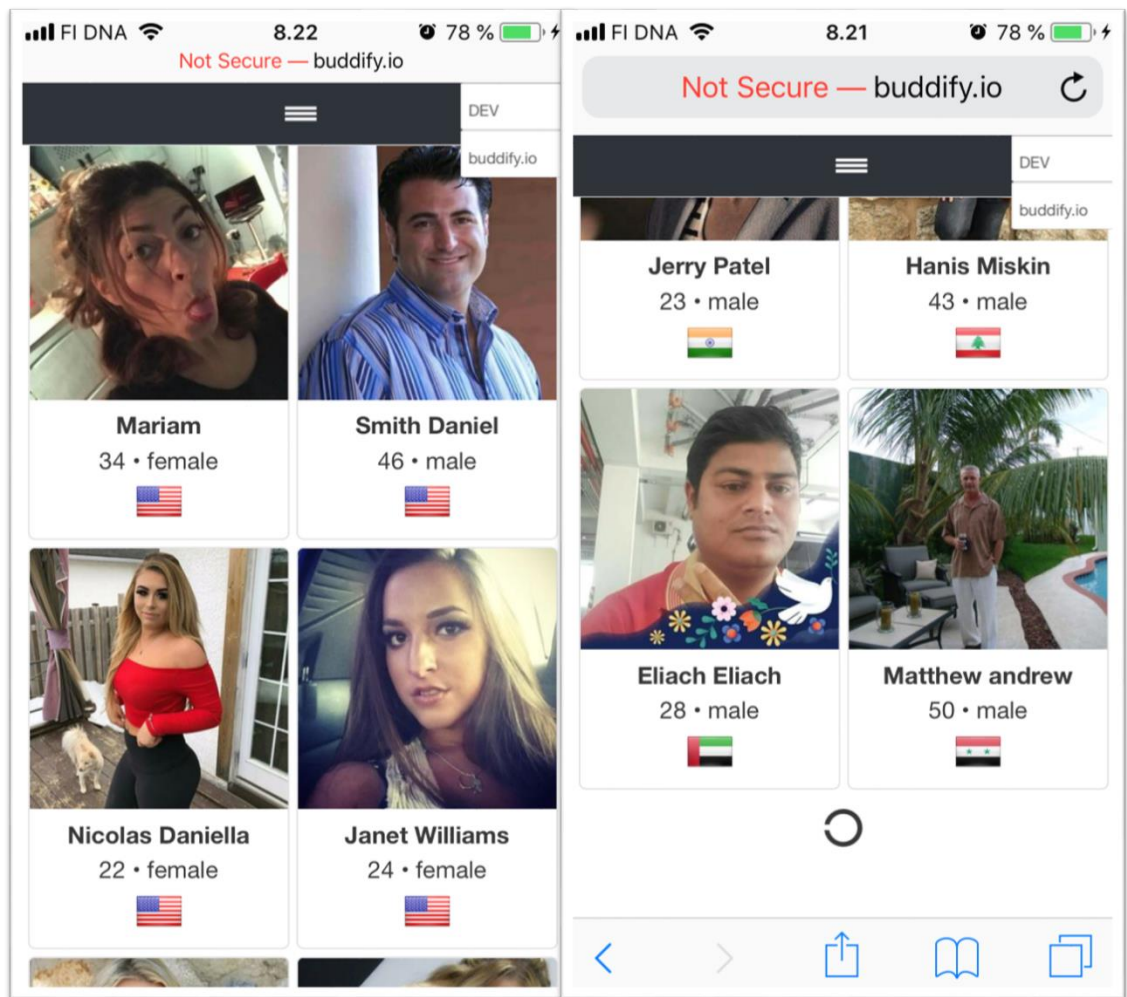 FI DNA 8.22 78 %
Not Secure — buddify.io
DEV
buddify.io
Mariam
34 • female
Smith Daniel
46 • male
Nicolas Daniella
22 • female
Janet Williams
24 • female
FI DNA 8.21 78 %
Not Secure — buddify.io
DEV
buddify.io
Jerry Patel
23 • male
Hanis Miskin
43 • male
Eliach Eliach
28 • male
Matthew andrew
50 • male